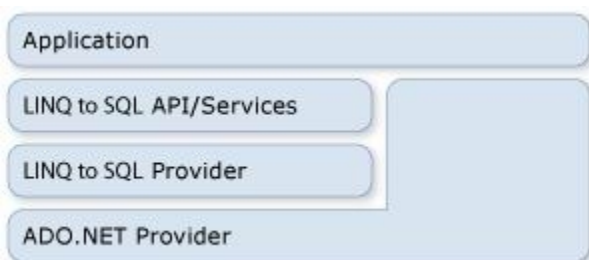 Application
LINQ to SQL API/Services
LINQ to SQL Provider
ADO.NET Provider